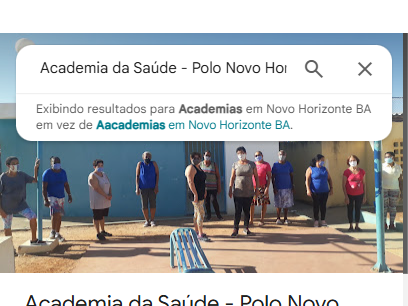 Academia da Saúde - Polo Novo Hor
Exibindo resultados para Academias em Novo Horizonte BA
em vez de Aacademias em Novo Horizonte BA.
Academia da Saúde - Polo Novo